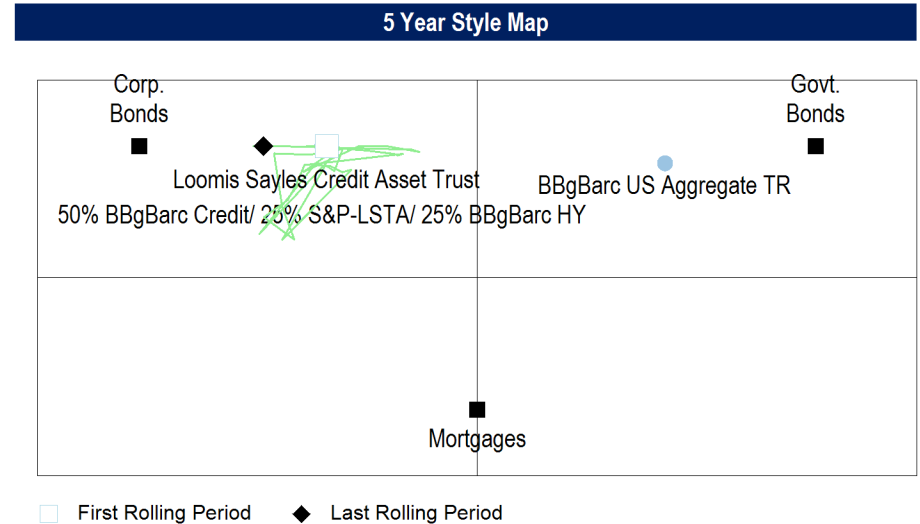 5 Year Style Map
Corp.
Bonds
Govt.
Bonds
Loomis Sayles Credit Asset Trust
BBgBarc US Aggregate TR
50% BBgBarc Credit/ 25% S&P-LSTA/ 25% BBgBarc HY
Mortgages
First Rolling Period
Last Rolling Period